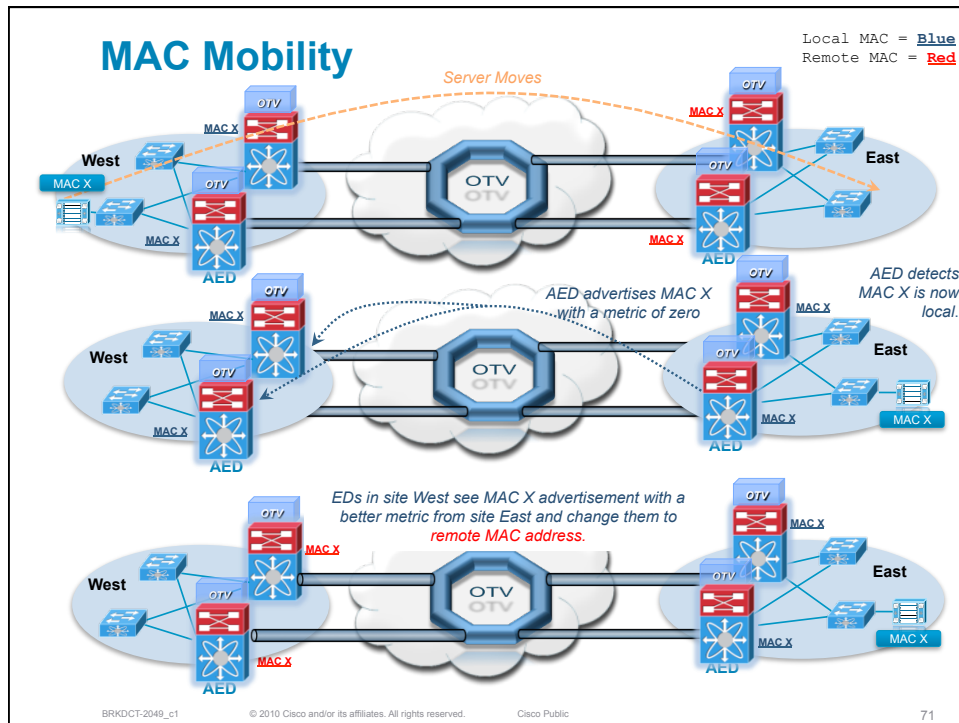 MAC Mobility
Local MAC = Blue
Remote MAC = Red
Server Moves
OTV
OTV
MAC X
MAC X
West
East
MAC X
OTV
OTV
OTV
OTV
MAC X
MAC X
AED
AED
AED advertises MAC X
with a metric of zero
AED detects
MAC X is now
local.
OTV
OTV
MAC X
MAC X
West
East
OTV
OTV
OTV
OTV
MAC X
MAC X
MAC X
AED
AED
EDs in site West see MAC X advertisement with a
better metric from site East and change them to
remote MAC address.
OTV
OTV
MAC X
MAC X
West
East
OTV
OTV
OTV
OTV
MAC X
MAC X
MAC X
AED
AED
BRKDCT-2049_c1
© 2010 Cisco and/or its affiliates. All rights reserved.
Cisco Public
71